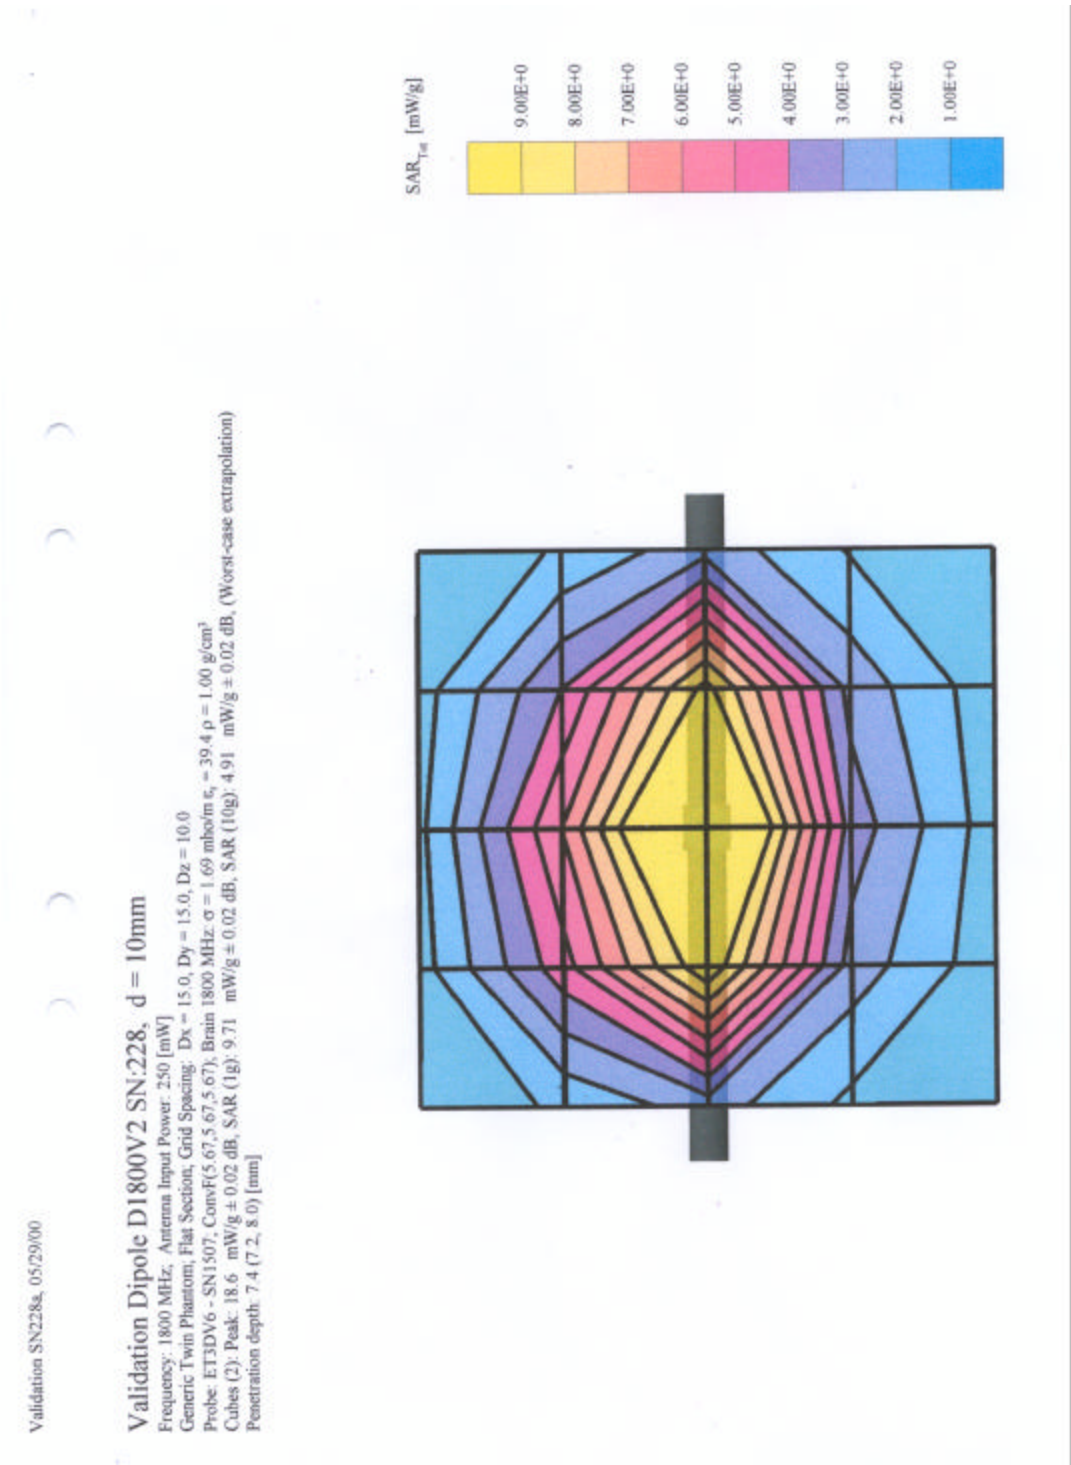 Validation SN228a, 05/29/00
Validation Dipole D1800V2 SN:228, d = 10mm
Frequency: 1800 MHz; Antenna Input Power: 250 [mW]
Generic Twin Phantom; Flat Section; Grid Spacing: Dx = 15.0, Dy = 15.0, Dz = 10.0
Probe: ET3DV6 - SN1507; ConvF(5.67,5.67,5.67); Brain 1800 MHz: σ = 1.69 mho/m εr = 39.4 ρ = 1.00 g/cm³
Cubes (2): Peak: 18.6 mW/g ± 0.02 dB, SAR (1g): 9.71 mW/g ± 0.02 dB, SAR (10g): 4.91 mW/g ± 0.02 dB, (Worst-case extrapolation)
Penetration depth: 7.4 (7.2, 8.0) [mm]
SARTot [mW/g]
9.00E+0
8.00E+0
7.00E+0
6.00E+0
5.00E+0
4.00E+0
3.00E+0
2.00E+0
1.00E+0